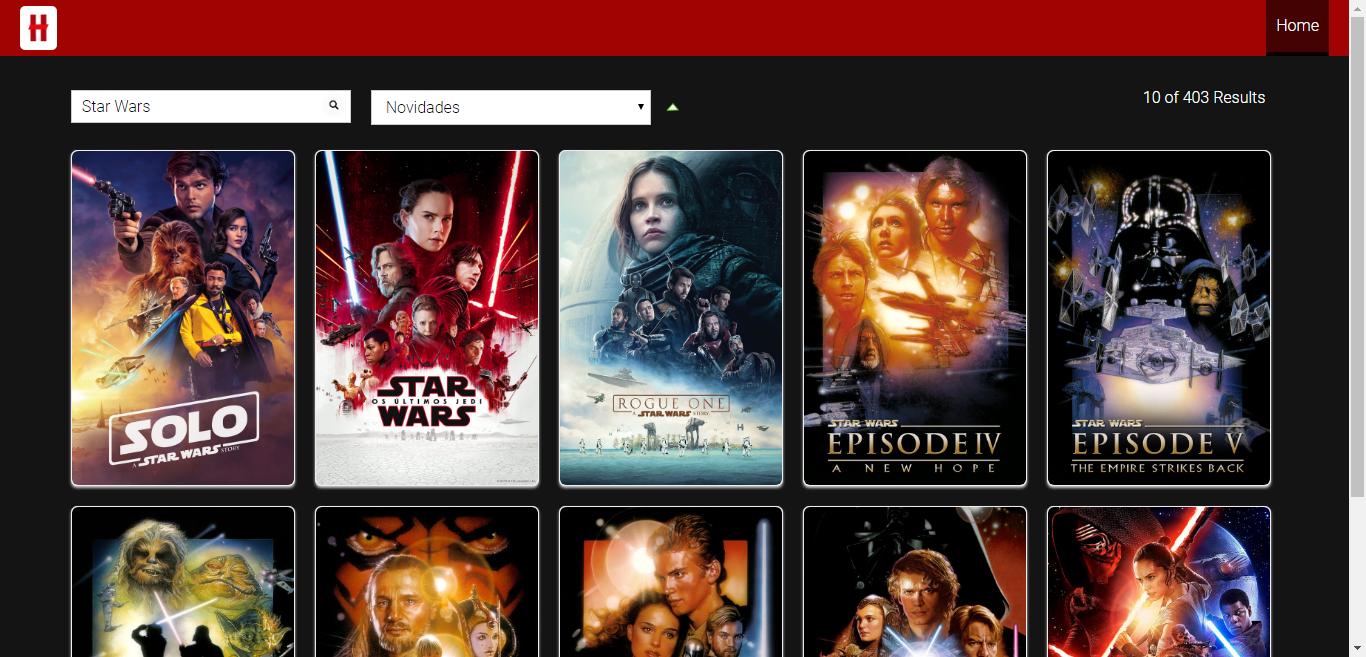 H
Home
Star Wars
Novidades
10 of 403 Results
SOLO
A STAR WARS STORY
STAR
OS ÚLTIMOS JEDI
WARS
ROGUE ONE
A STAR WARS STORY
STAR WARS
EPISODE IV
A NEW HOPE
STAR WARS
EPISODE V
THE EMPIRE STRIKES BACK